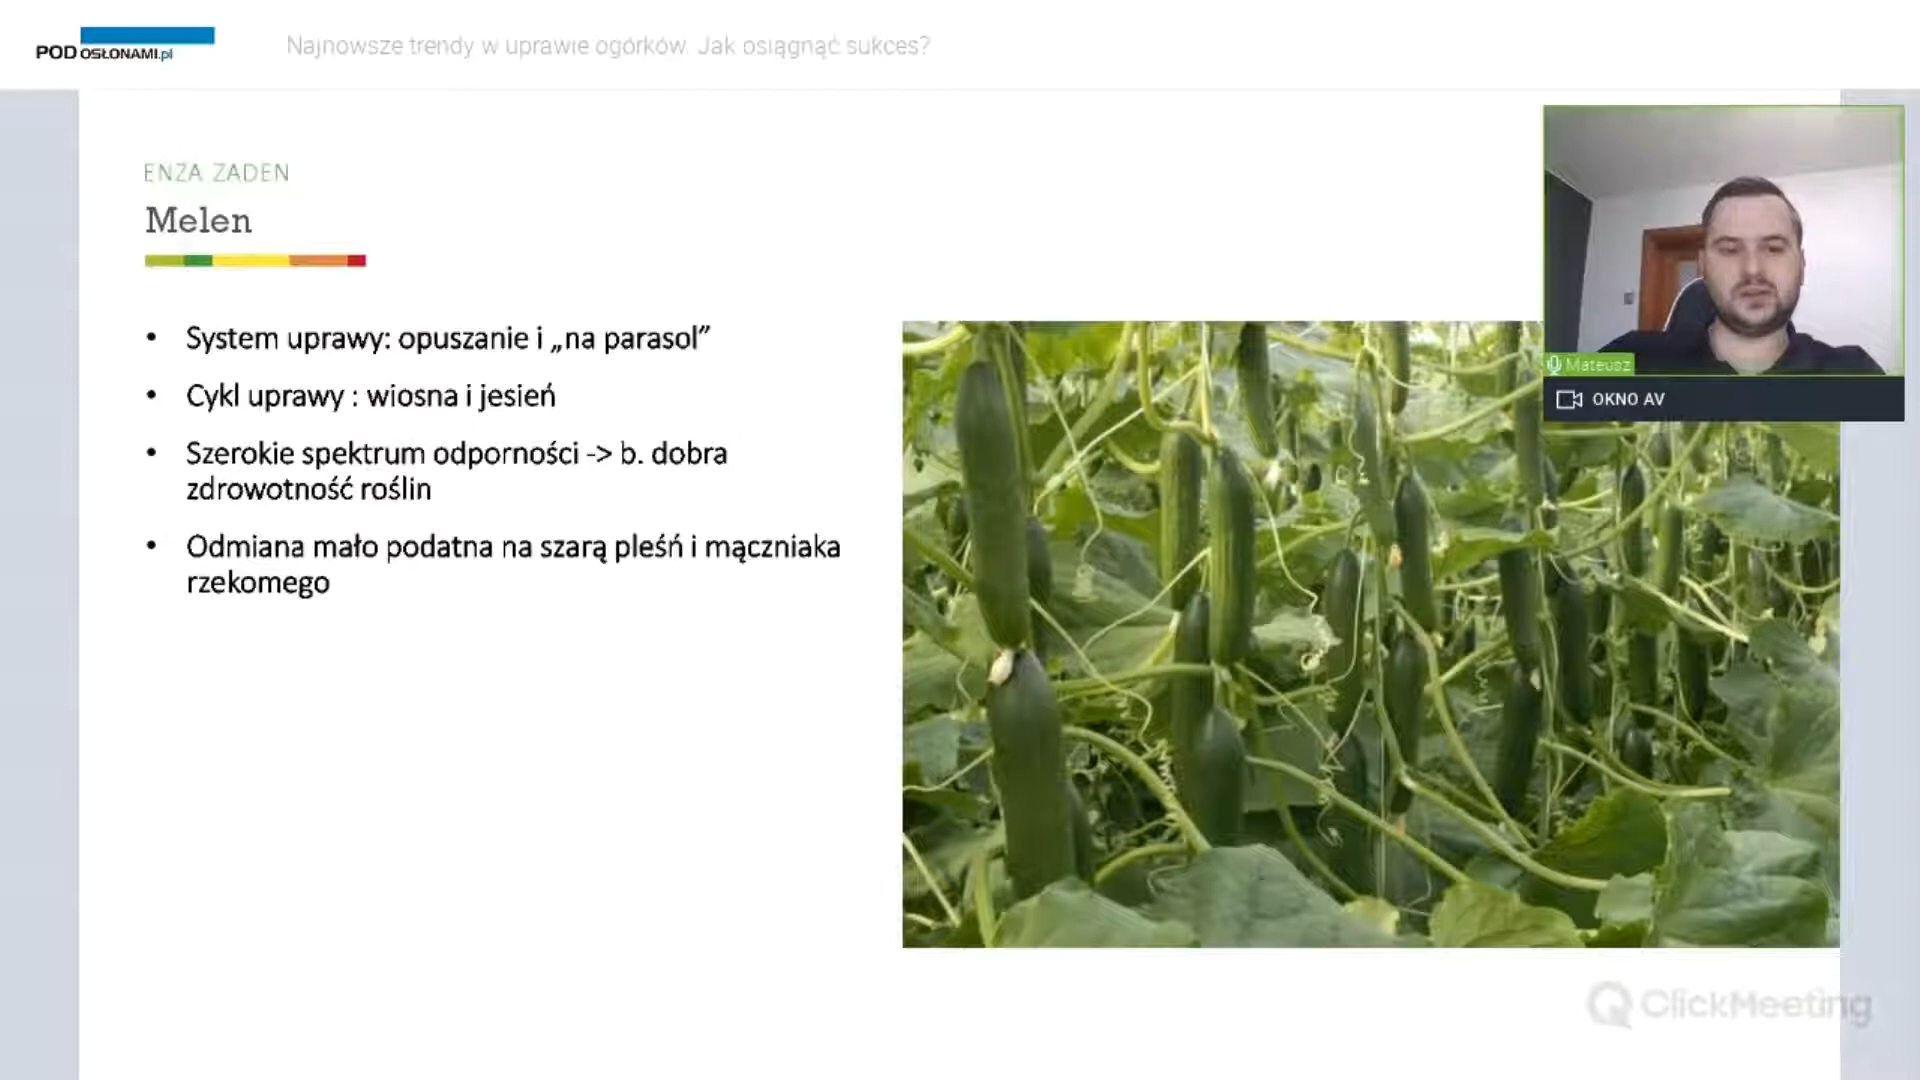 POD OSŁONAMI.pl
Najnowsze trendy w uprawie ogórków. Jak osiągnąć sukces?
ENZA ZADEN
Melen
• System uprawy: opuszanie i „na parasol”
• Cykl uprawy : wiosna i jesień
• Szerokie spektrum odporności -> b. dobra
zdrowotność roślin
• Odmiana mało podatna na szarą pleśń i mączniaka
rzekomego
Mateusz
OKNO AV
ClickMeeting